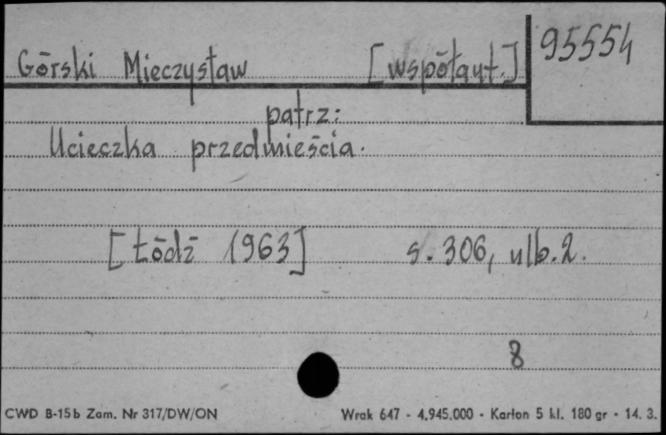 Górski Mieczysław [współaut.] 95554
patrz:
Ucieczka przedmieścia.
[Łódź 1963] s. 306, ulb. 2.
8
CWD B-15b Zam. Nr 317/DW/ON Wrak 647 - 4.945.000 - Karton 5 kl. 180 gr - 14. 3.